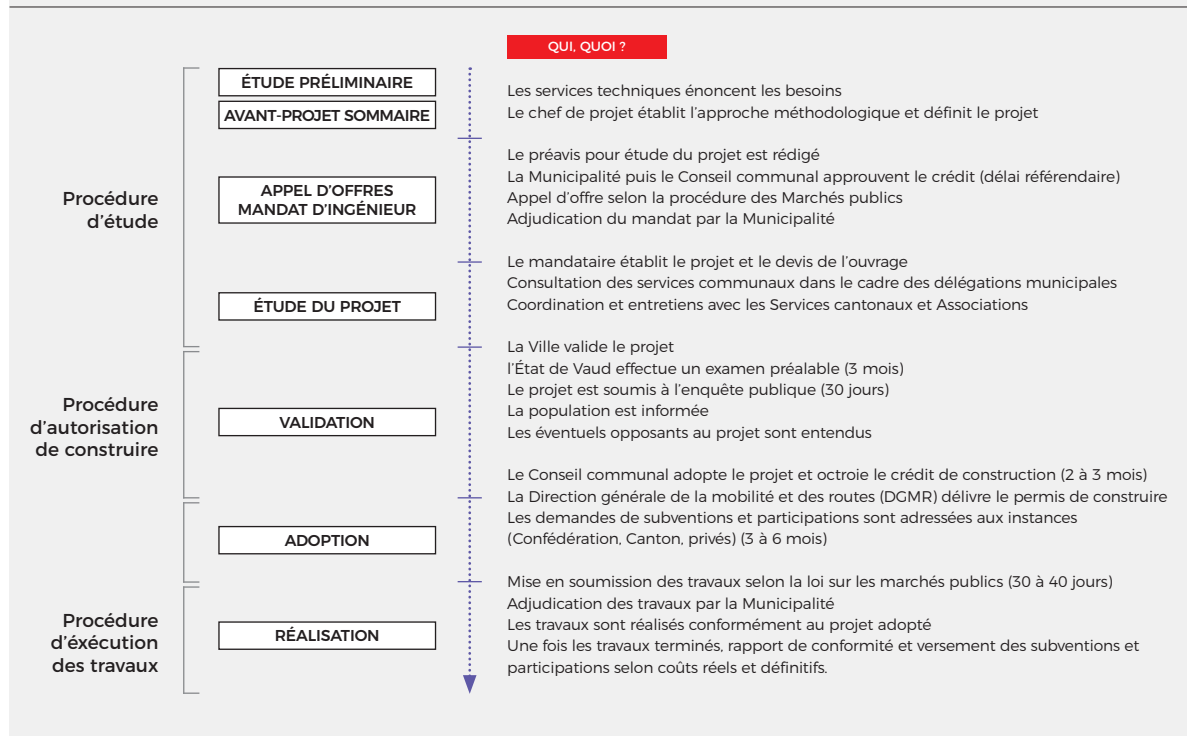 QUI, QUOI ?
Procédure
d'étude
ÉTUDE PRÉLIMINAIRE
AVANT-PROJET SOMMAIRE
Les services techniques énoncent les besoins
Le chef de projet établit l'approche méthodologique et définit le projet
APPEL D'OFFRES
MANDAT D'INGÉNIEUR
Le préavis pour étude du projet est rédigé
La Municipalité puis le Conseil communal approuvent le crédit (délai référendaire)
Appel d'offre selon la procédure des Marchés publics
Adjudication du mandat par la Municipalité
ÉTUDE DU PROJET
Le mandataire établit le projet et le devis de l'ouvrage
Consultation des services communaux dans le cadre des délégations municipales
Coordination et entretiens avec les Services cantonaux et Associations
Procédure
d'autorisation
de construire
VALIDATION
La Ville valide le projet
l'État de Vaud effectue un examen préalable (3 mois)
Le projet est soumis à l'enquête publique (30 jours)
La population est informée
Les éventuels opposants au projet sont entendus
ADOPTION
Le Conseil communal adopte le projet et octroie le crédit de construction (2 à 3 mois)
La Direction générale de la mobilité et des routes (DGMR) délivre le permis de construire
Les demandes de subventions et participations sont adressées aux instances
(Confédération, Canton, privés) (3 à 6 mois)
Procédure
d'éxécution
des travaux
RÉALISATION
Mise en soumission des travaux selon la loi sur les marchés publics (30 à 40 jours)
Adjudication des travaux par la Municipalité
Les travaux sont réalisés conformément au projet adopté
Une fois les travaux terminés, rapport de conformité et versement des subventions et
participations selon coûts réels et définitifs.